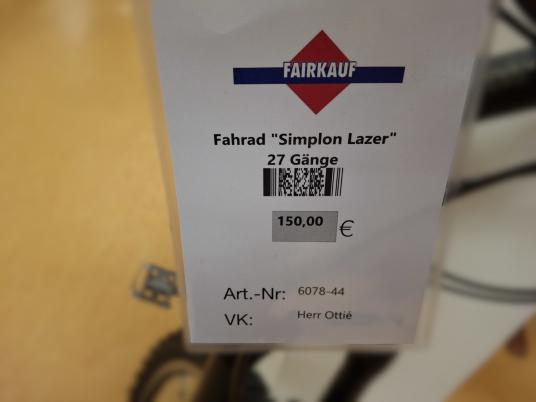 FAIRKAUF
Fahrad "Simplon Lazer"
27 Gänge
150,00 €
Art.-Nr: 6078-44
VK: Herr Ottié